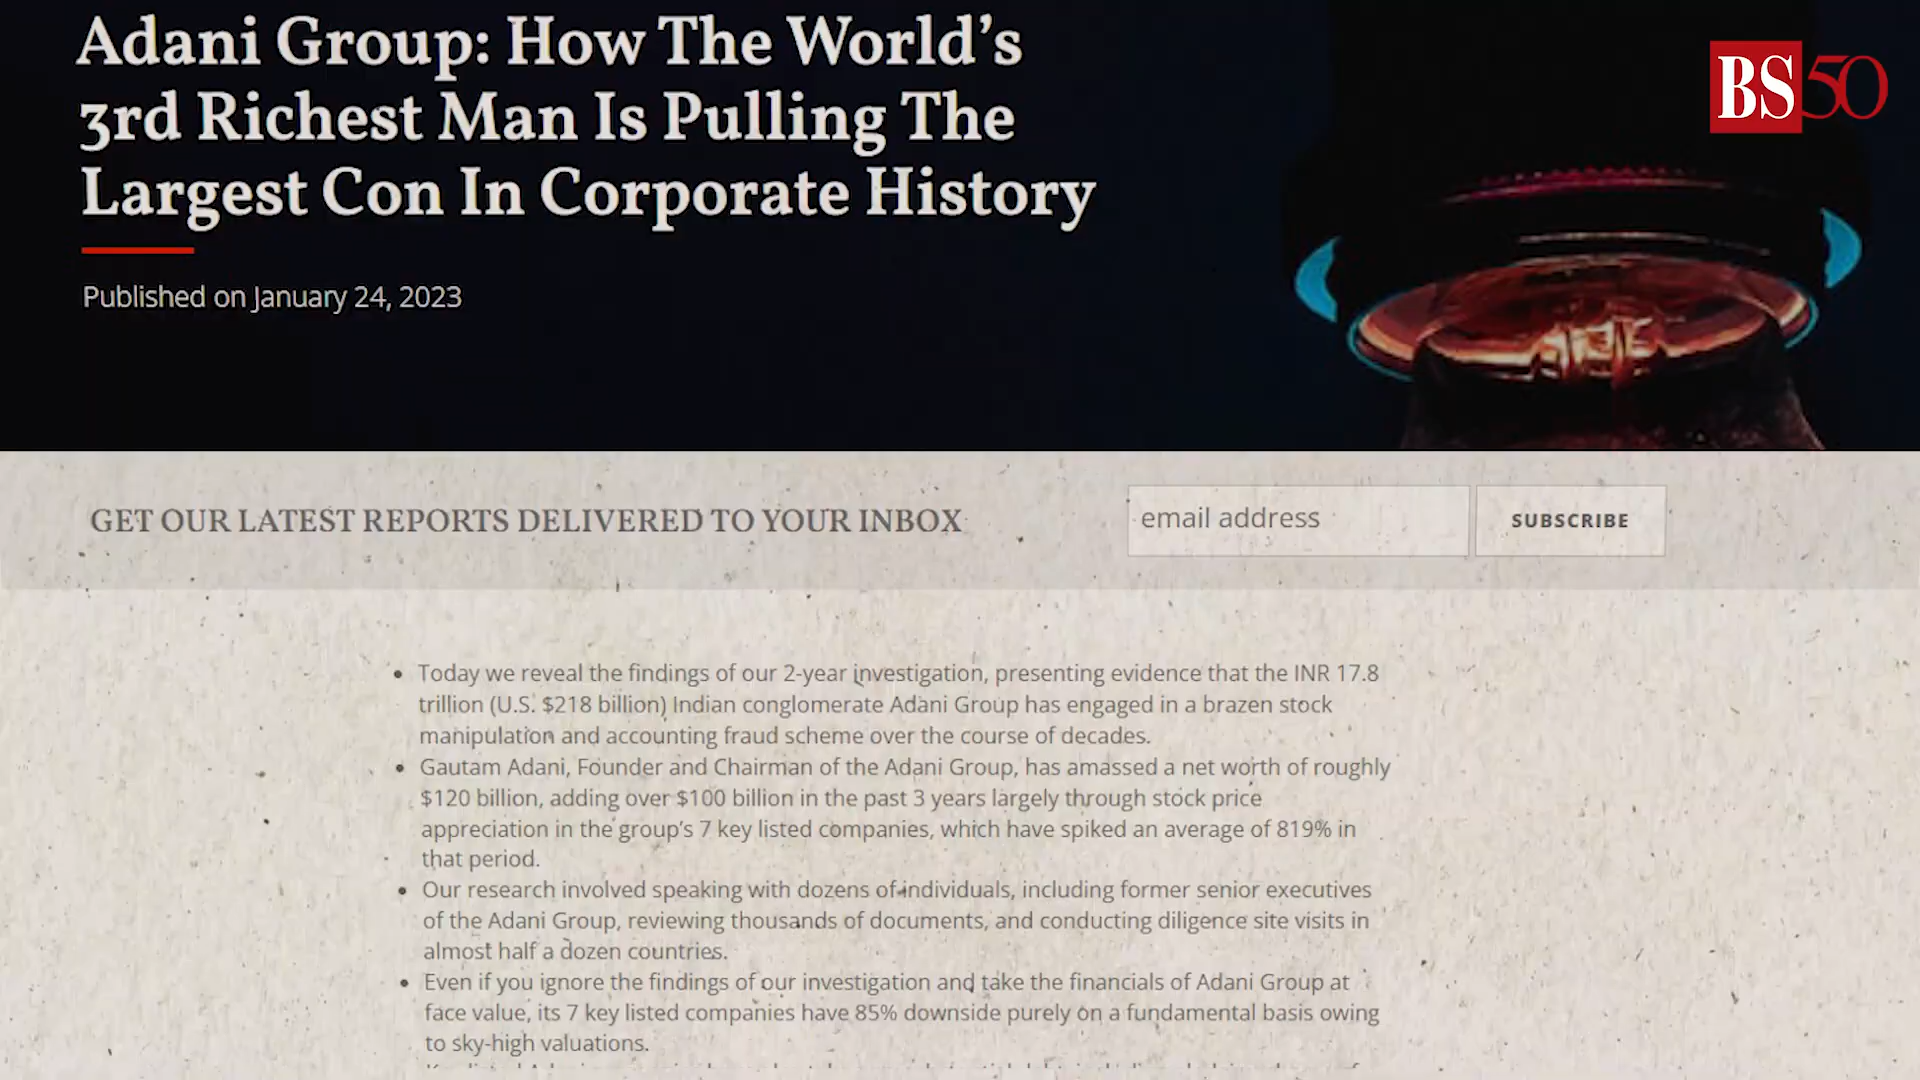 Adani Group: How The World’s
3rd Richest Man Is Pulling The
Largest Con In Corporate History
BS50
Published on January 24, 2023
GET OUR LATEST REPORTS DELIVERED TO YOUR INBOX
email address
SUBSCRIBE
• Today we reveal the findings of our 2-year investigation, presenting evidence that the INR 17.8
trillion (U.S. $218 billion) Indian conglomerate Adani Group has engaged in a brazen stock
manipulation and accounting fraud scheme over the course of decades.
• Gautam Adani, Founder and Chairman of the Adani Group, has amassed a net worth of roughly
$120 billion, adding over $100 billion in the past 3 years largely through stock price
appreciation in the group’s 7 key listed companies, which have spiked an average of 819% in
that period.
• Our research involved speaking with dozens of individuals, including former senior executives
of the Adani Group, reviewing thousands of documents, and conducting diligence site visits in
almost half a dozen countries.
• Even if you ignore the findings of our investigation and take the financials of Adani Group at
face value, its 7 key listed companies have 85% downside purely on a fundamental basis owing
to sky-high valuations.